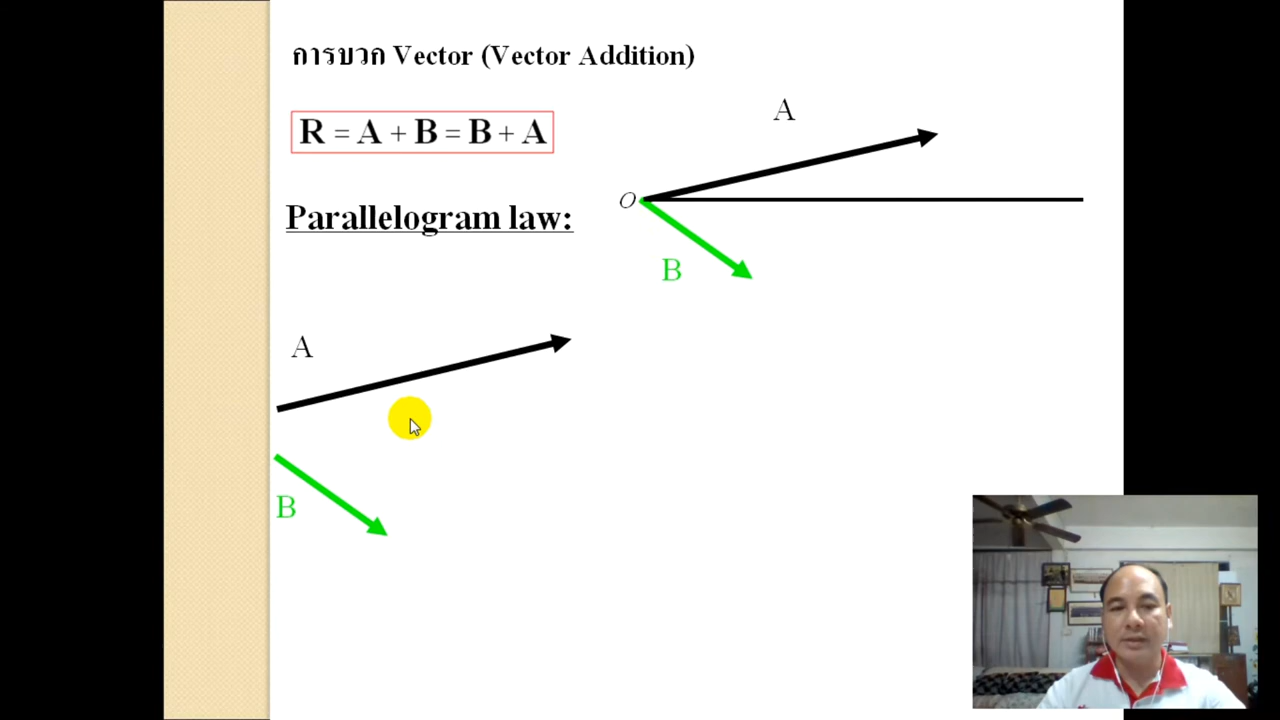 การบวก Vector (Vector Addition)
R = A + B = B + A
Parallelogram law:
A
O
B
A
B